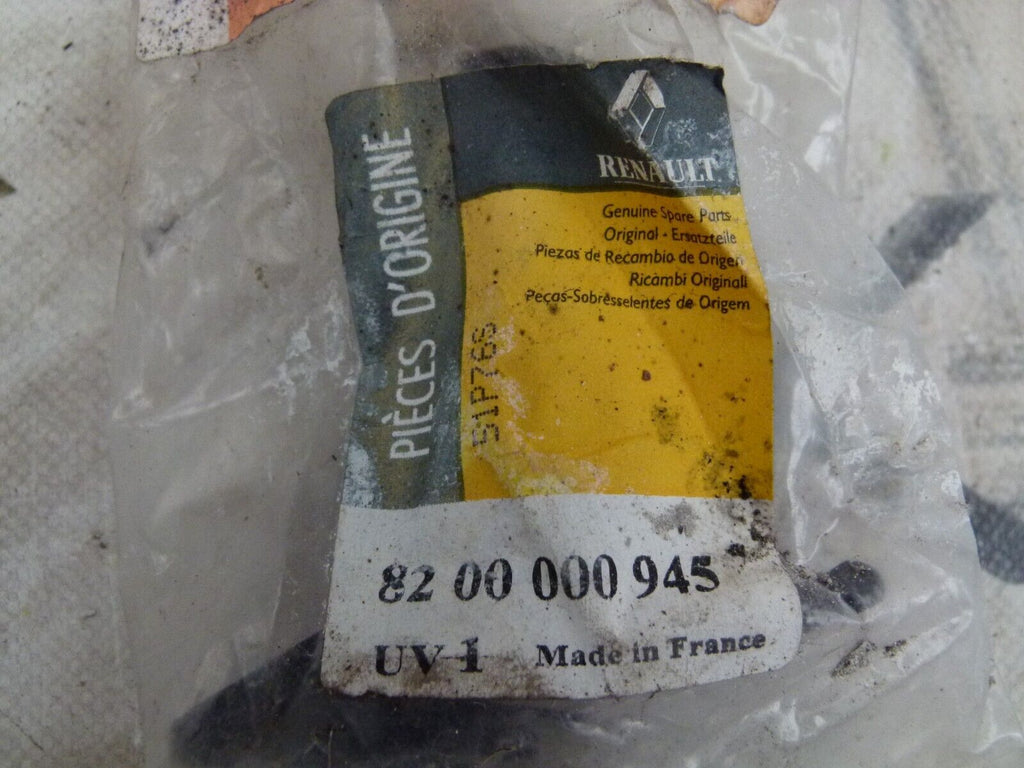 RENAULT
PIÈCES D'ORIGINE
Genuine Spare Parts
Original - Ersatzteile
Piezas de Recambio de Origen
Ricambi Originali
Peças-Sobresselentes de Origem
51P768
82 00 000 945
UV 1 Made in France